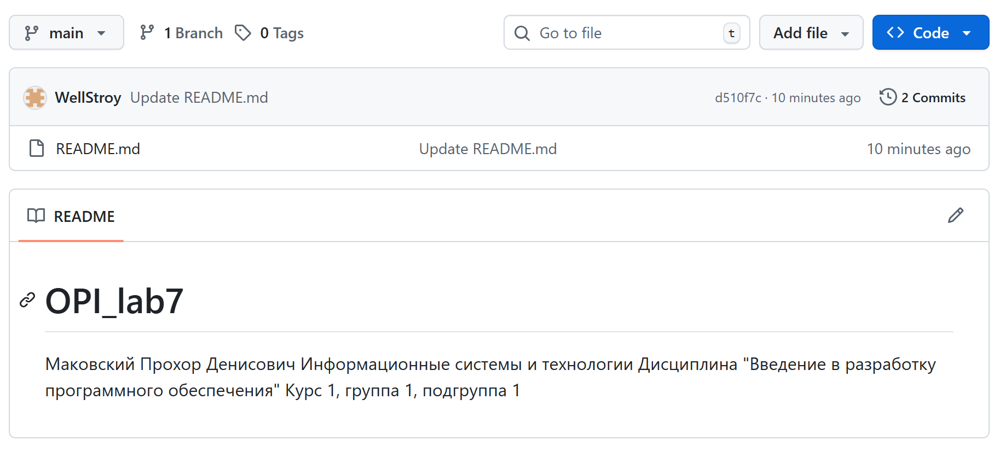 main 1 Branch 0 Tags Go to file t Add file Code
WellStroy Update README.md d510f7c · 10 minutes ago 2 Commits
README.md Update README.md 10 minutes ago
README
OPI_lab7
Маковский Прохор Денисович Информационные системы и технологии Дисциплина "Введение в разработку
программного обеспечения" Курс 1, группа 1, подгруппа 1